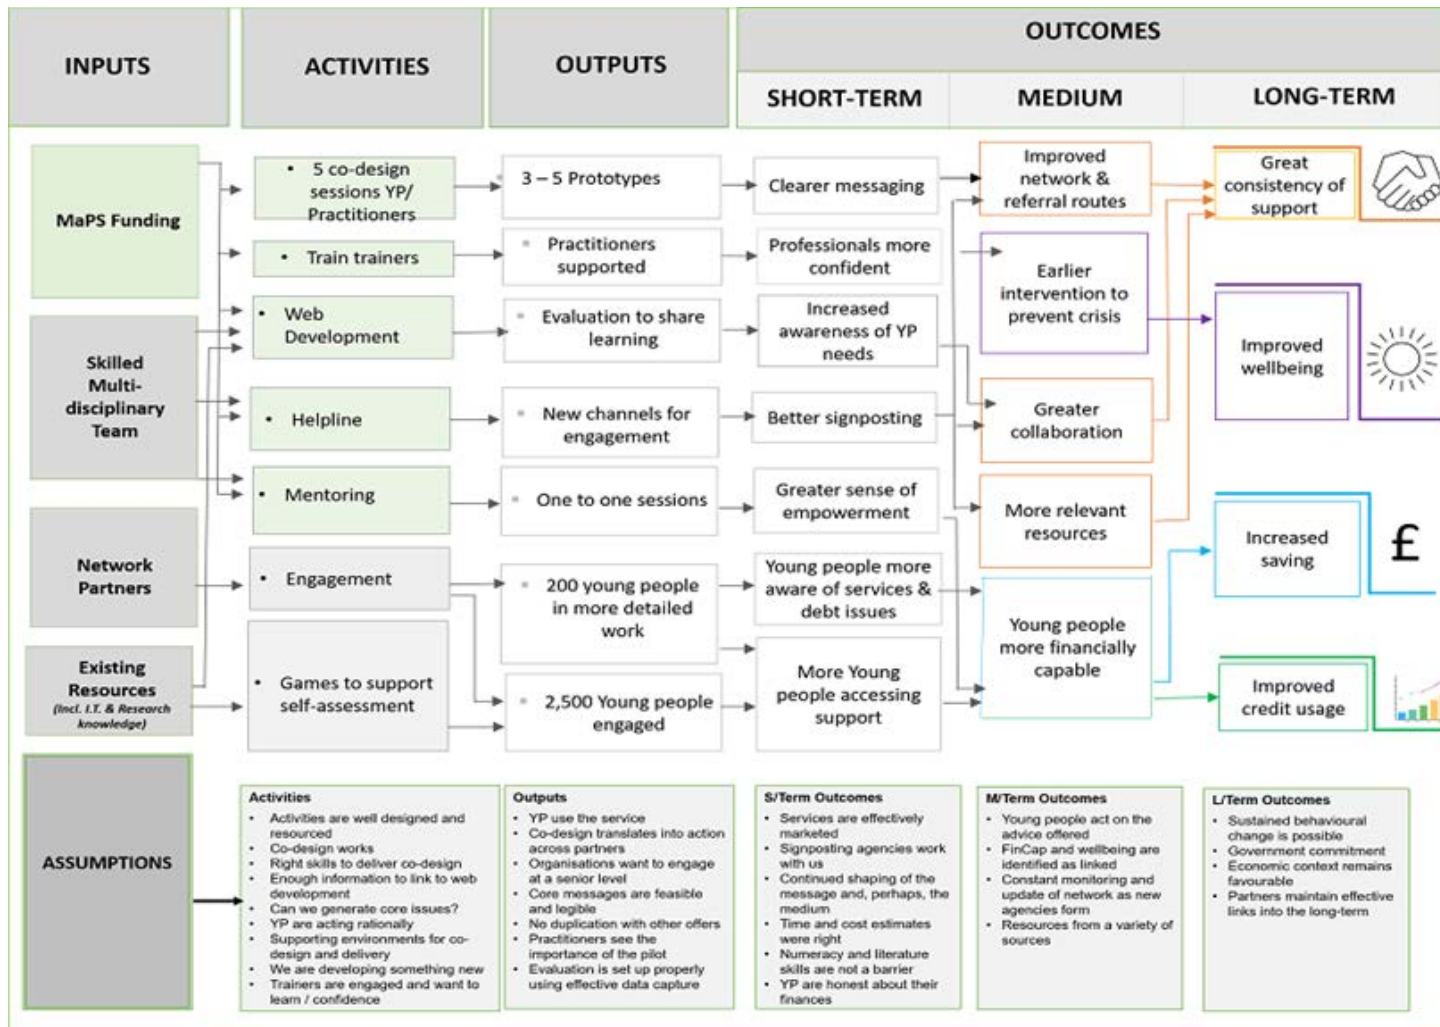 INPUTS
ACTIVITIES
OUTPUTS
OUTCOMES
SHORT-TERM
MEDIUM
LONG-TERM
MaPS Funding
Skilled
Multi-
disciplinary
Team
Network
Partners
Existing
Resources
(Incl. I.T. & Research
knowledge)
• 5 co-design
sessions YP/
Practitioners
• Train trainers
• Web
Development
• Helpline
• Mentoring
• Engagement
• Games to support
self-assessment
3 – 5 Prototypes
Practitioners
supported
Evaluation to share
learning
New channels for
engagement
One to one sessions
200 young people
in more detailed
work
2,500 Young people
engaged
Clearer messaging
Professionals more
confident
Increased
awareness of YP
needs
Better signposting
Greater sense of
empowerment
Young people more
aware of services &
debt issues
More Young
people accessing
support
Improved
network &
referral routes
Earlier
intervention to
prevent crisis
Greater
collaboration
More relevant
resources
Young people
more financially
capable
Great
consistency of
support
Improved
wellbeing
Increased
saving
£
Improved
credit usage
ASSUMPTIONS
Activities
• Activities are well designed and
resourced
• Co-design works
• Right skills to deliver co-design
• Enough information to link to web
development
• Can we generate core issues?
• YP are acting rationally
• Supporting environments for co-
design and delivery
• We are developing something new
• Trainers are engaged and want to
learn / confidence
Outputs
• YP use the service
• Co-design translates into action
across partners
• Organisations want to engage
at a senior level
• Core messages are feasible
and legible
• No duplication with other offers
• Practitioners see the
importance of the pilot
• Evaluation is set up properly
using effective data capture
S/Term Outcomes
• Services are effectively
marketed
• Signposting agencies work
with us
• Continued shaping of the
message and, perhaps, the
medium
• Time and cost estimates
were right
• Numeracy and literature
skills are not a barrier
• YP are honest about their
finances
M/Term Outcomes
• Young people act on the
advice offered
• FinCap and wellbeing are
identified as linked
• Constant monitoring and
update of network as new
agencies form
• Resources from a variety of
sources
L/Term Outcomes
• Sustained behavioural
change is possible
• Government commitment
• Economic context remains
favourable
• Partners maintain effective
links into the long-term